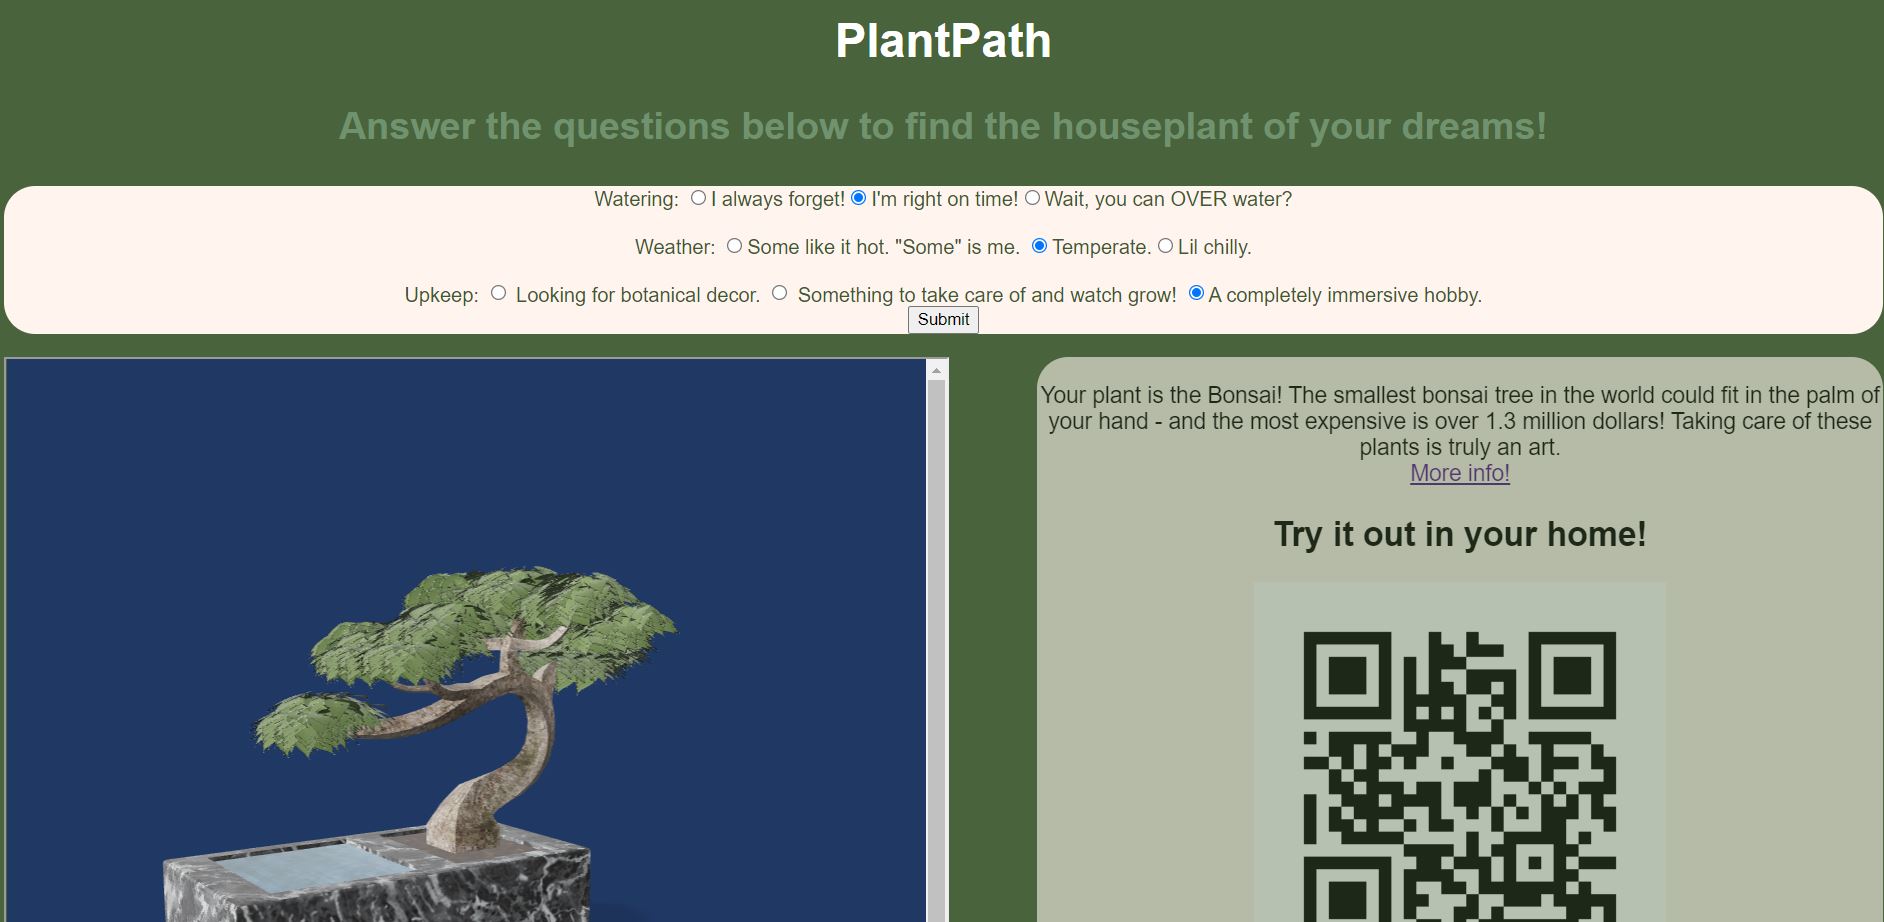 PlantPath
Answer the questions below to find the houseplant of your dreams!
Watering: I always forget! I'm right on time! Wait, you can OVER water?
Weather: Some like it hot. "Some" is me. Temperate. Lil chilly.
Upkeep: Looking for botanical decor. Something to take care of and watch grow! A completely immersive hobby.
Submit
Your plant is the Bonsai! The smallest bonsai tree in the world could fit in the palm of
your hand - and the most expensive is over 1.3 million dollars! Taking care of these
plants is truly an art.
More info!
Try it out in your home!